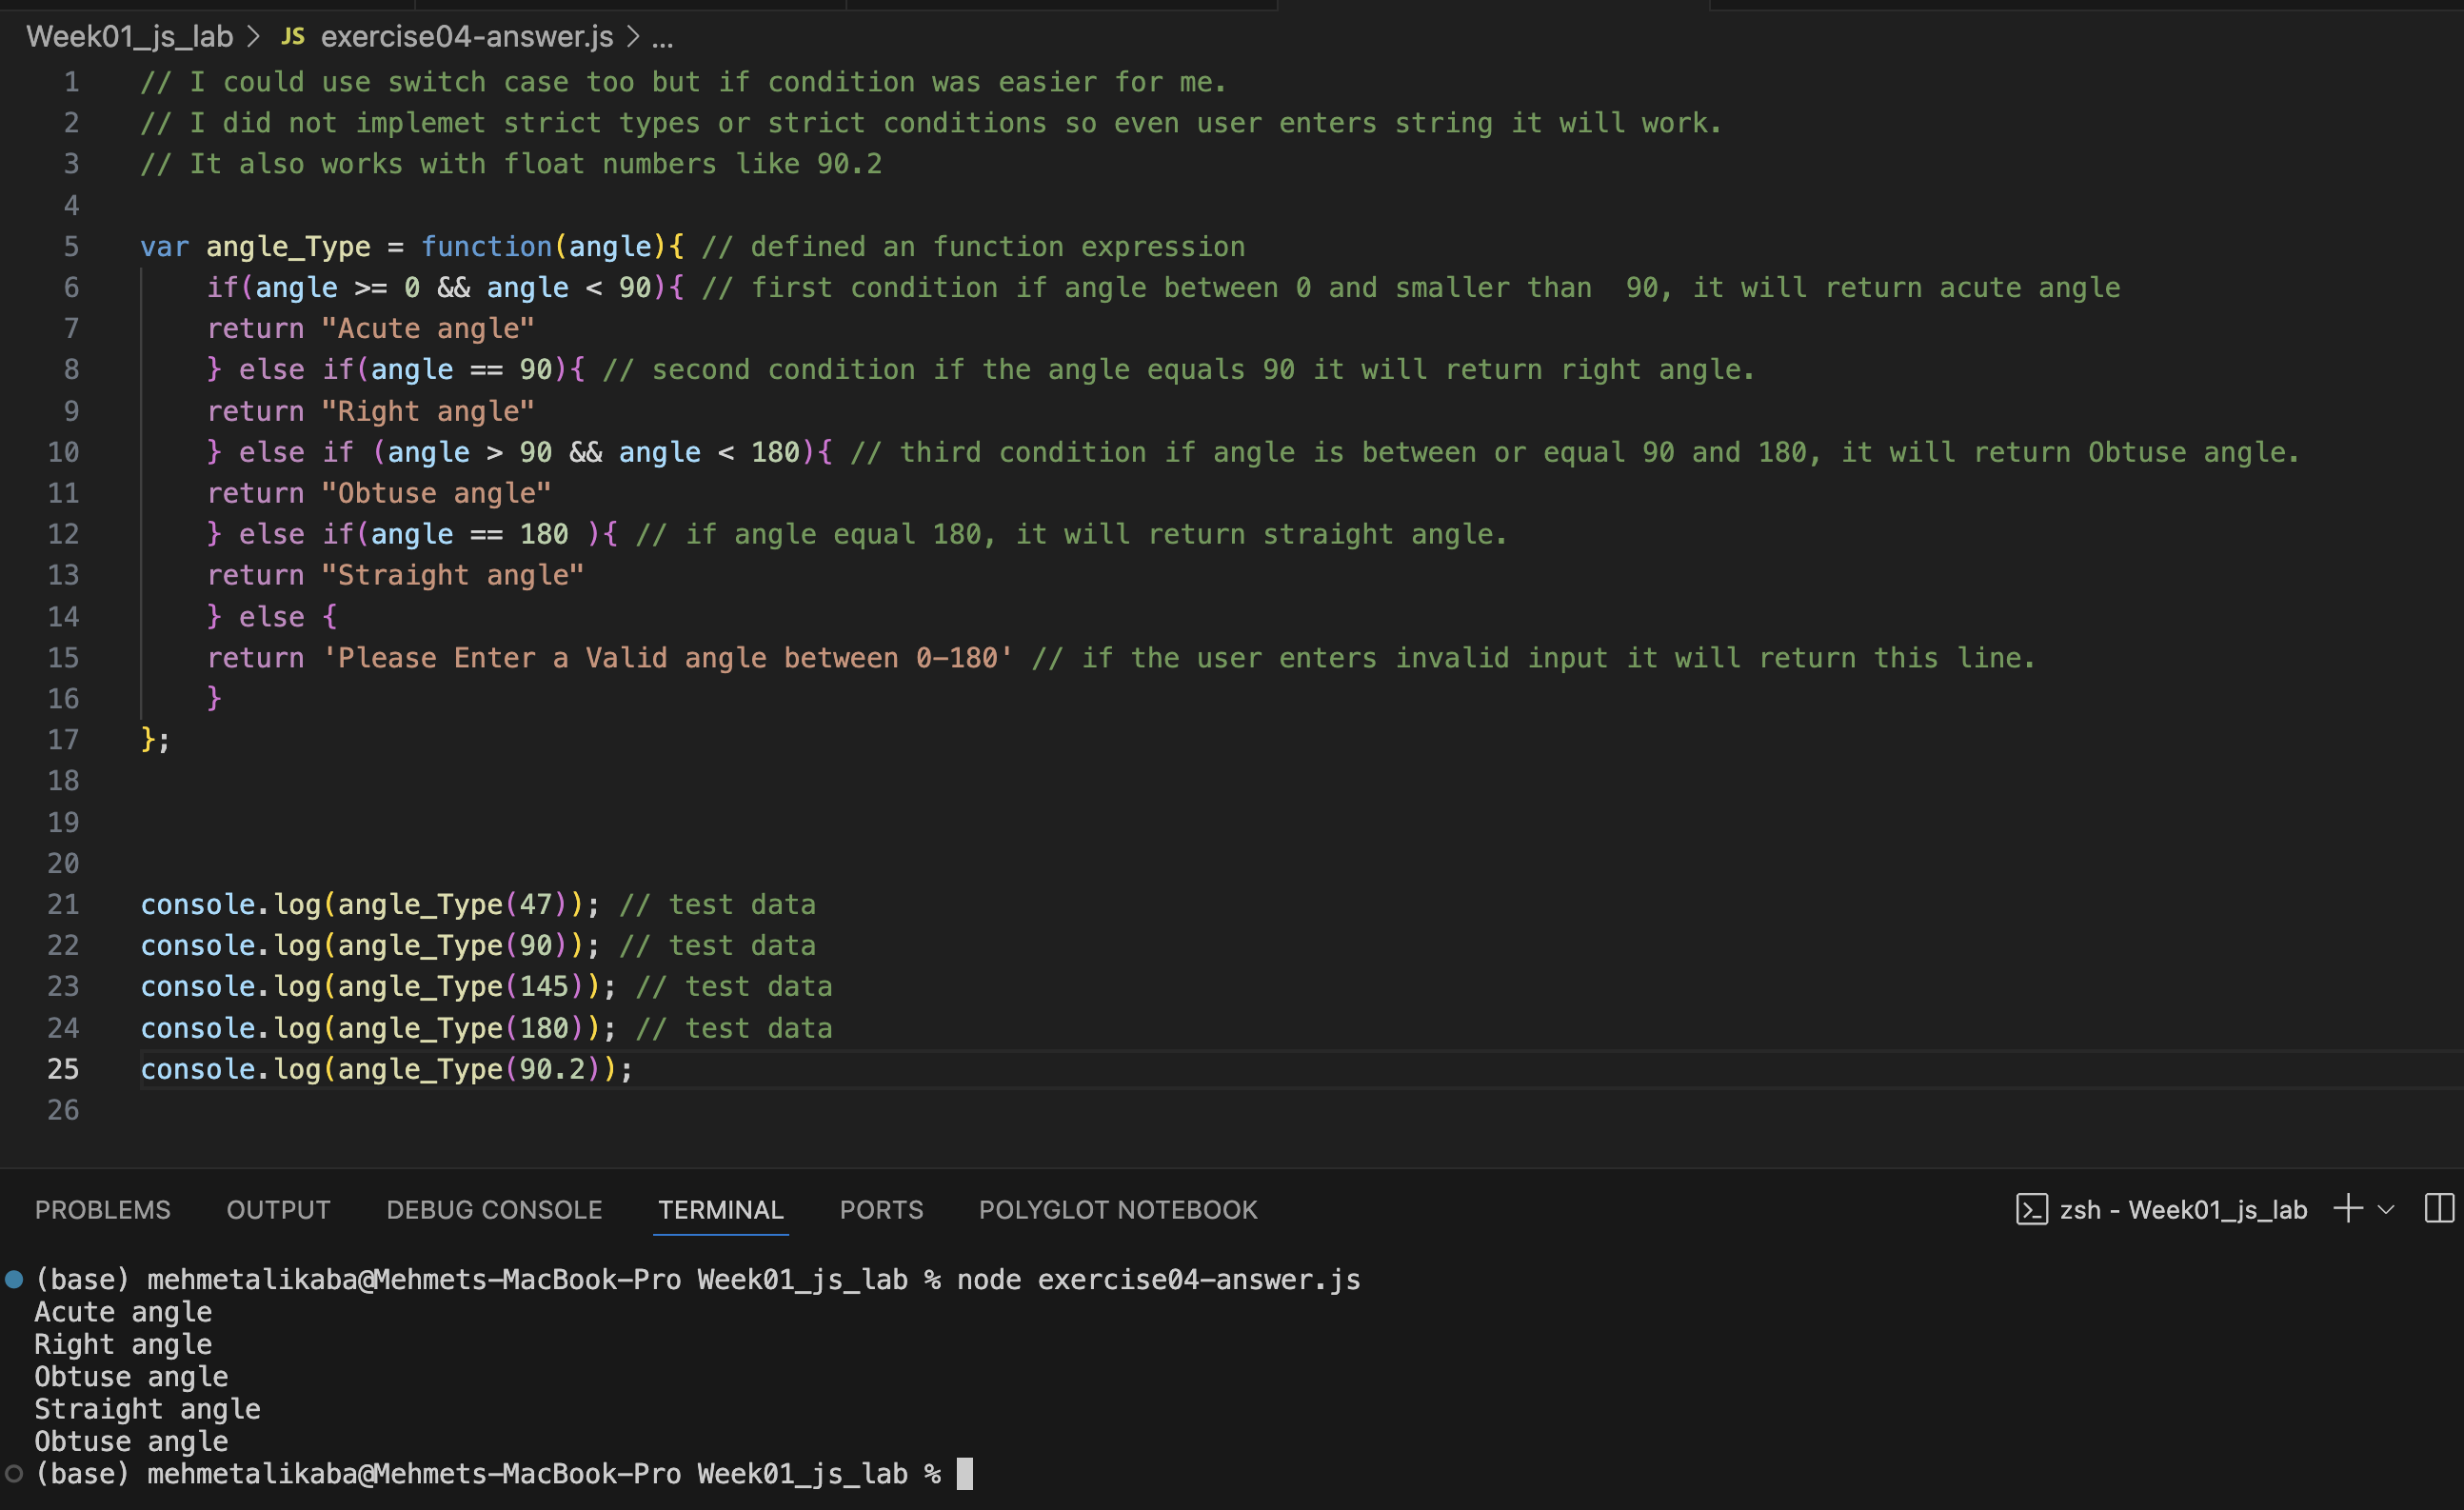 Week01_js_lab > JS exercise04-answer.js > ...
1 // I could use switch case too but if condition was easier for me.
2 // I did not implemet strict types or strict conditions so even user enters string it will work.
3 // It also works with float numbers like 90.2
4
5 var angle_Type = function(angle){ // defined an function expression
6     if(angle >= 0 && angle < 90){ // first condition if angle between 0 and smaller than  90, it will return acute angle
7     return "Acute angle"
8     } else if(angle == 90){ // second condition if the angle equals 90 it will return right angle.
9     return "Right angle"
10     } else if (angle > 90 && angle < 180){ // third condition if angle is between or equal 90 and 180, it will return Obtuse angle.
11     return "Obtuse angle"
12     } else if(angle == 180 ){ // if angle equal 180, it will return straight angle.
13     return "Straight angle"
14     } else {
15     return 'Please Enter a Valid angle between 0-180' // if the user enters invalid input it will return this line.
16     }
17 };
18
19
20
21 console.log(angle_Type(47)); // test data
22 console.log(angle_Type(90)); // test data
23 console.log(angle_Type(145)); // test data
24 console.log(angle_Type(180)); // test data
25 console.log(angle_Type(90.2));
26
PROBLEMS OUTPUT DEBUG CONSOLE TERMINAL PORTS POLYGLOT NOTEBOOK zsh - Week01_js_lab
(base) mehmetalikaba@Mehmets-MacBook-Pro Week01_js_lab % node exercise04-answer.js
Acute angle
Right angle
Obtuse angle
Straight angle
Obtuse angle
(base) mehmetalikaba@Mehmets-MacBook-Pro Week01_js_lab %